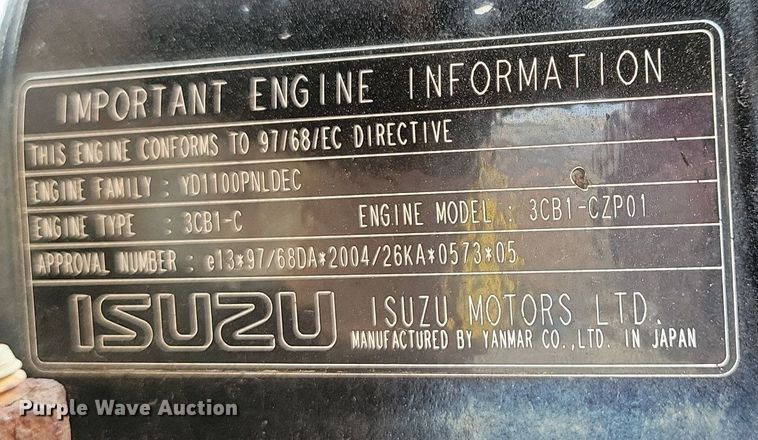 IMPORTANT ENGINE INFORMATION
THIS ENGINE CONFORMS TO 97/68/EC DIRECTIVE
ENGINE FAMILY : YD1100PNLDEC
ENGINE TYPE : 3CB1-C ENGINE MODEL : 3CB1-CZP01
APPROVAL NUMBER : e13*97/68DA*2004/26KA*0573*05
ISUZU ISUZU MOTORS LTD.
MANUFACTURED BY YANMAR CO.,LTD. IN JAPAN
Purple Wave Auction